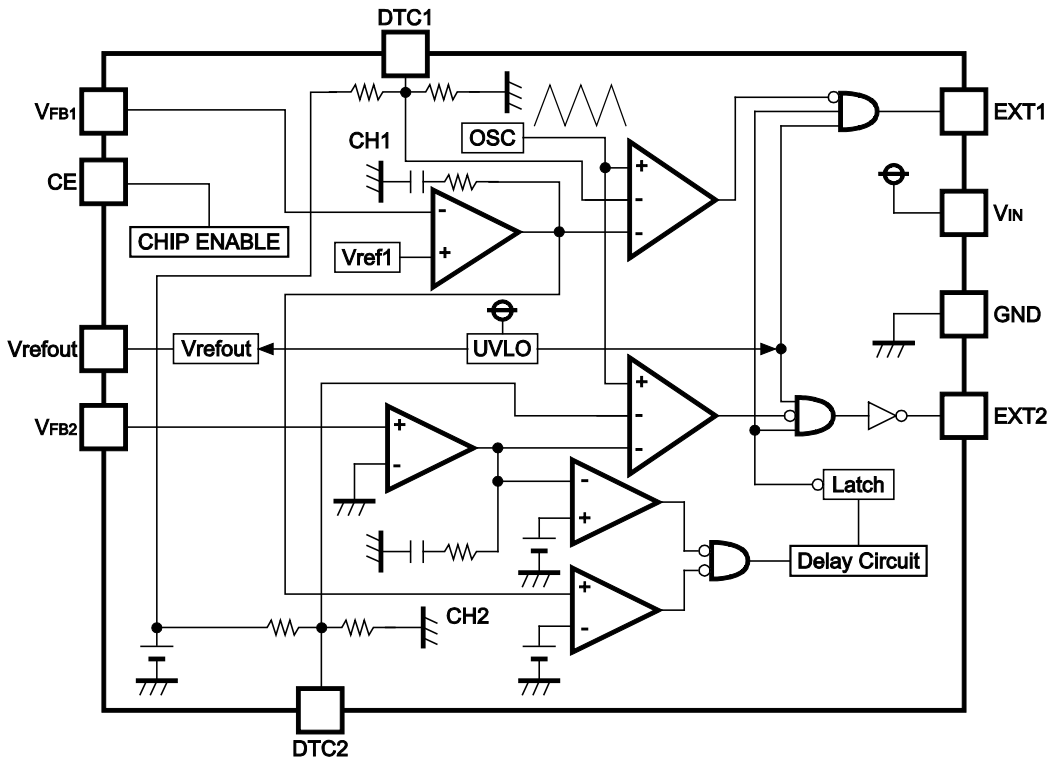 DTC1
VFB1
EXT1
OSC
CH1
+
-
-
CE
-
CHIP ENABLE
Vref1
+
VIN
GND
Vrefout
Vrefout
UVLO
+
-
-
VFB2
+
-
EXT2
-
+
Latch
Delay Circuit
+
-
CH2
DTC2